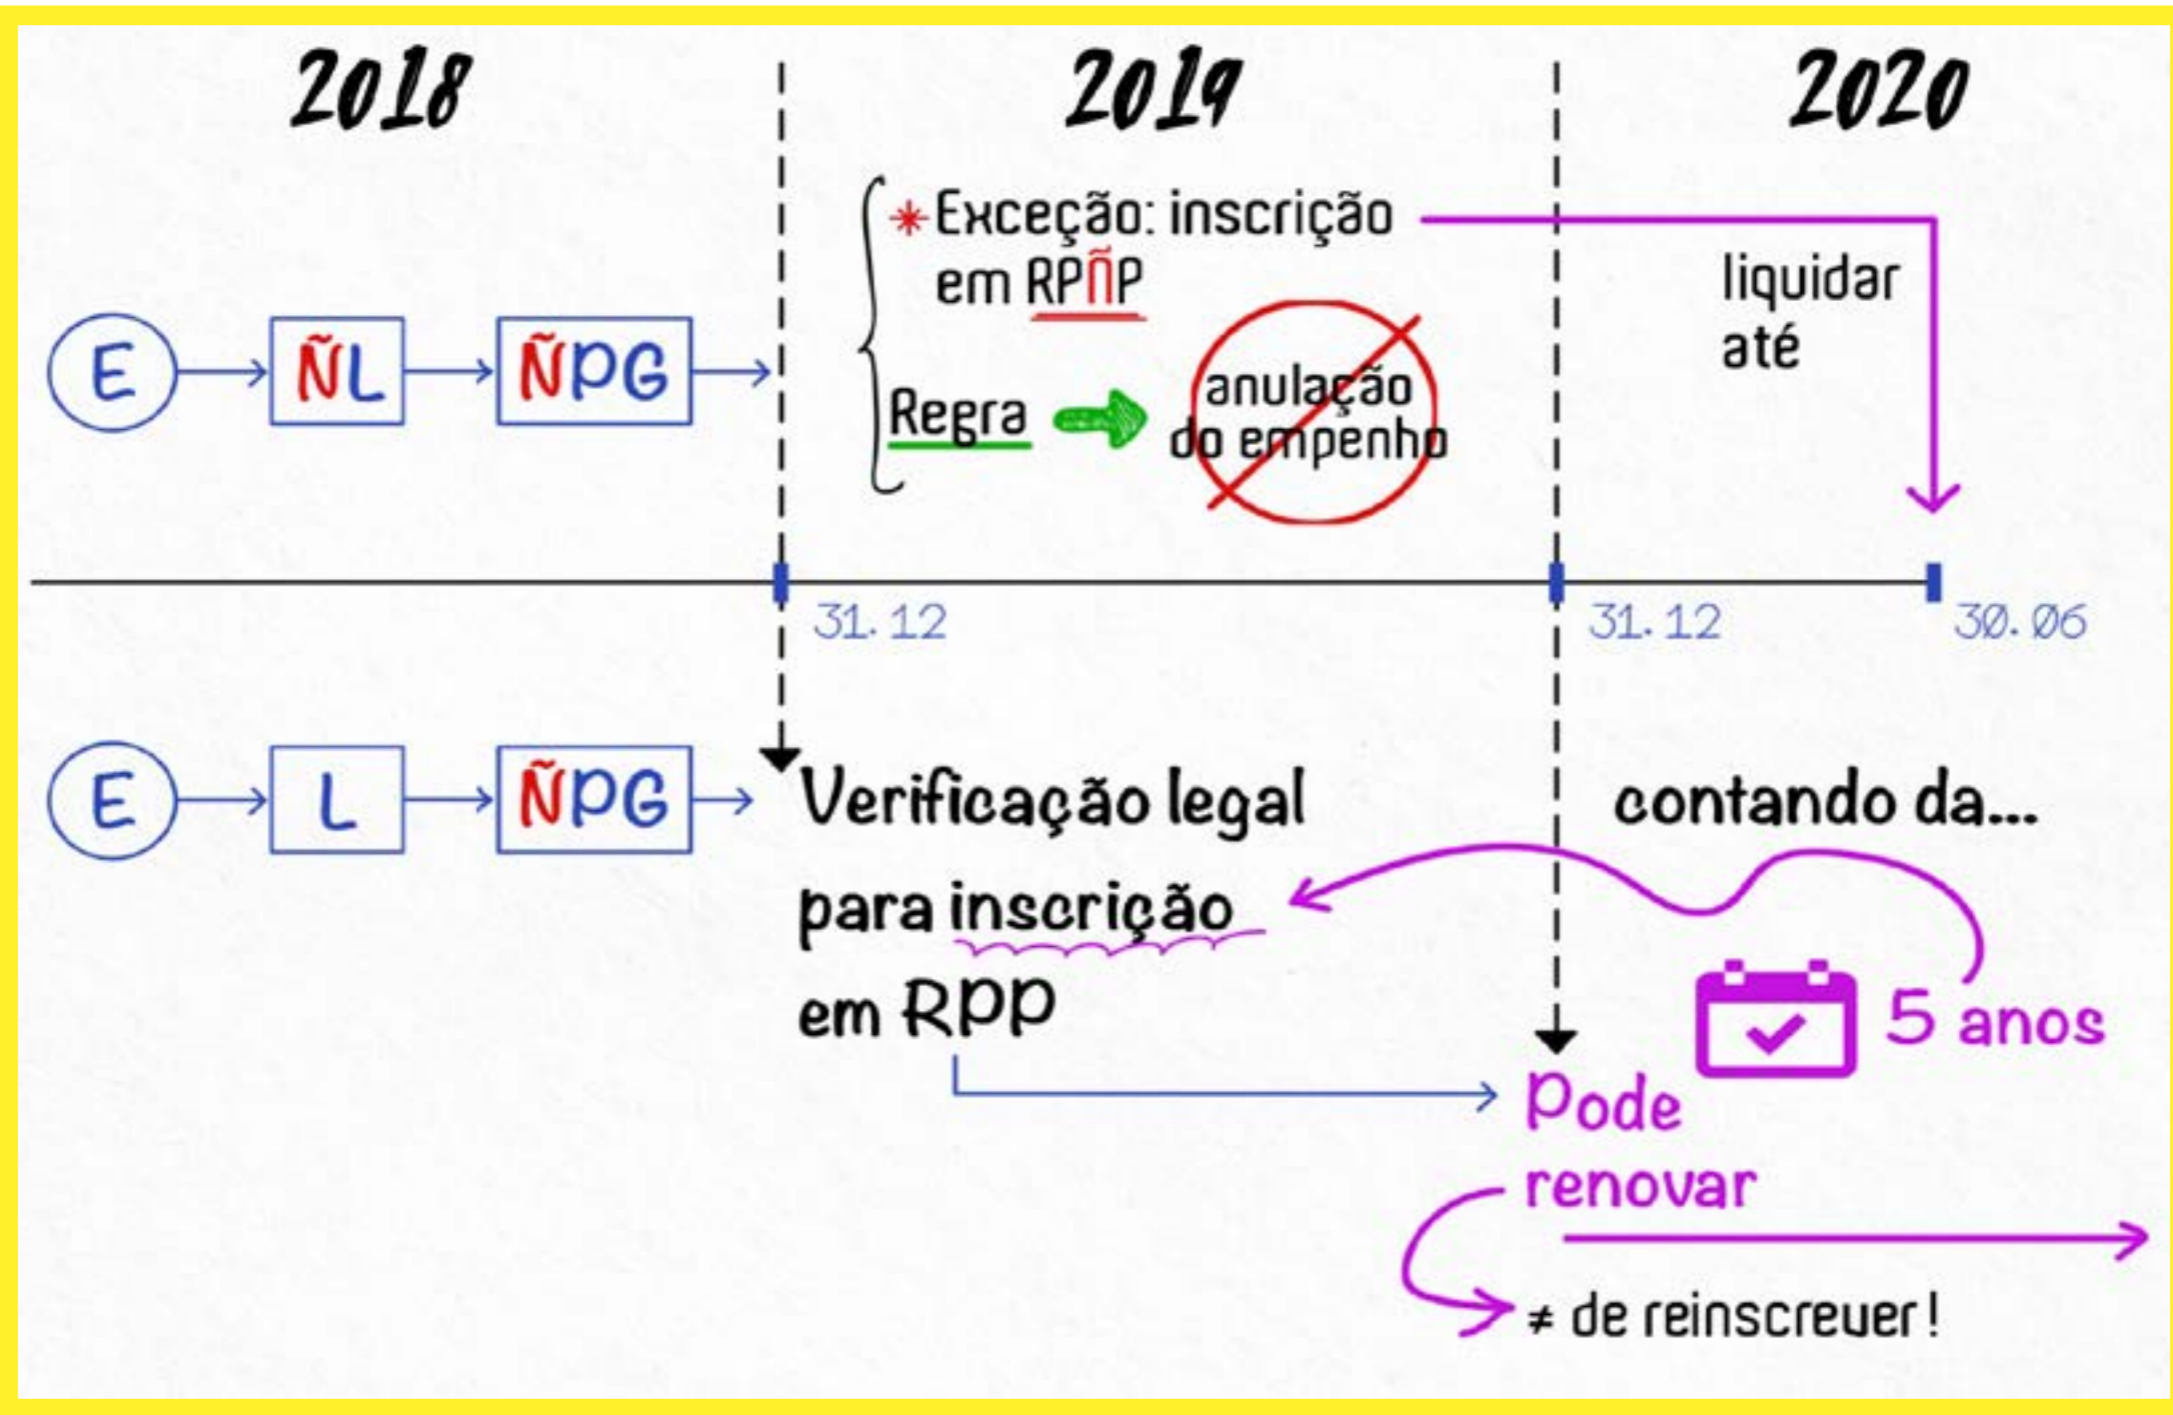 2018
2019
2020
* Exceção: inscrição
em RPÑP
liquidar
até
E ÑL ÑPG
Regra
anulação
do empenho
31.12
31.12
30.06
E L ÑPG
Verificação legal
para inscrição
em RPP
contando da...
5 anos
Pode
renovar
≠ de reinscrever!